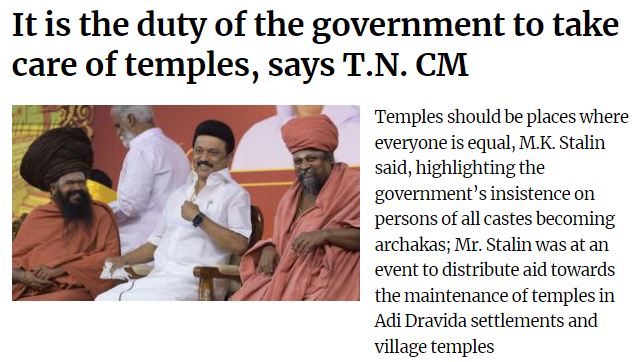 It is the duty of the government to take
care of temples, says T.N. CM
Temples should be places where
everyone is equal, M.K. Stalin
said, highlighting the
government’s insistence on
persons of all castes becoming
archakas; Mr. Stalin was at an
event to distribute aid towards
the maintenance of temples in
Adi Dravida settlements and
village temples